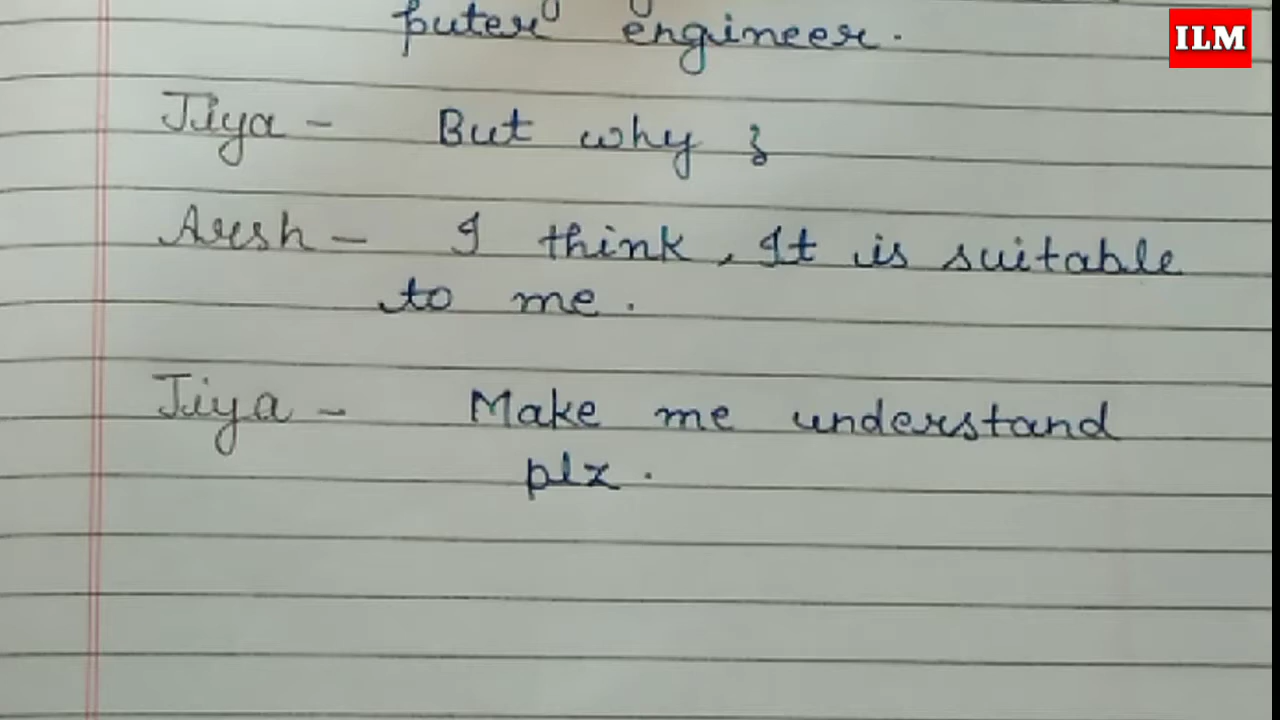 puter engineer.
ILM
Jiya - But why ?
Arsh - I think, It is suitable
to me.
Jiya - Make me understand
plz.